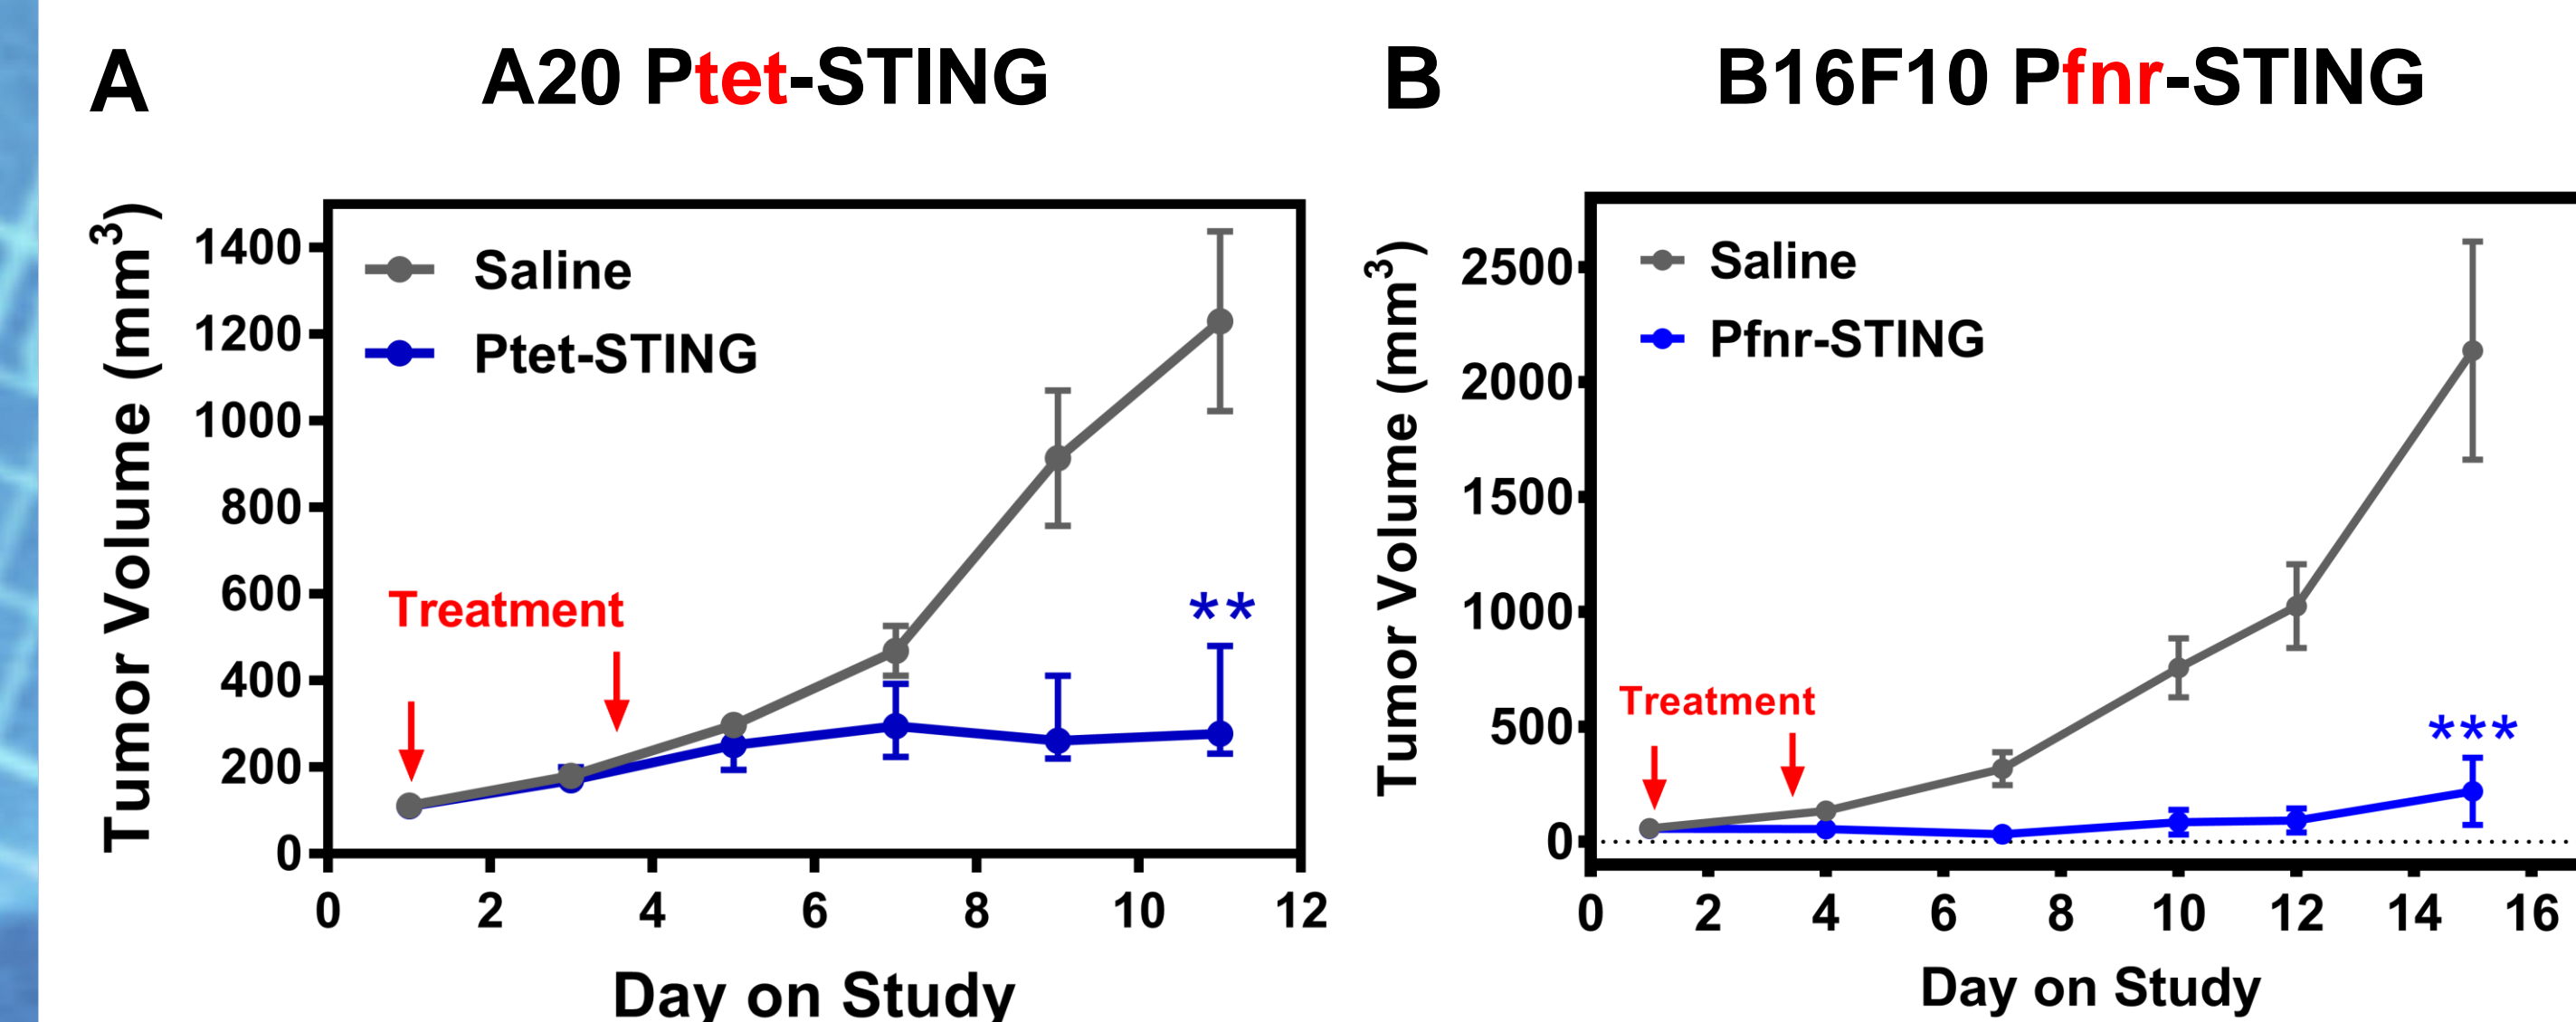 A
A20 Ptet-STING
Tumor Volume (mm³)
1400
1200
1000
800
600
400
200
0
Saline
Ptet-STING
Treatment
**
0 2 4 6 8 10 12
Day on Study
B
B16F10 Pfnr-STING
Tumor Volume (mm³)
2500
2000
1500
1000
500
0
Saline
Pfnr-STING
Treatment
***
0 2 4 6 8 10 12 14 16
Day on Study